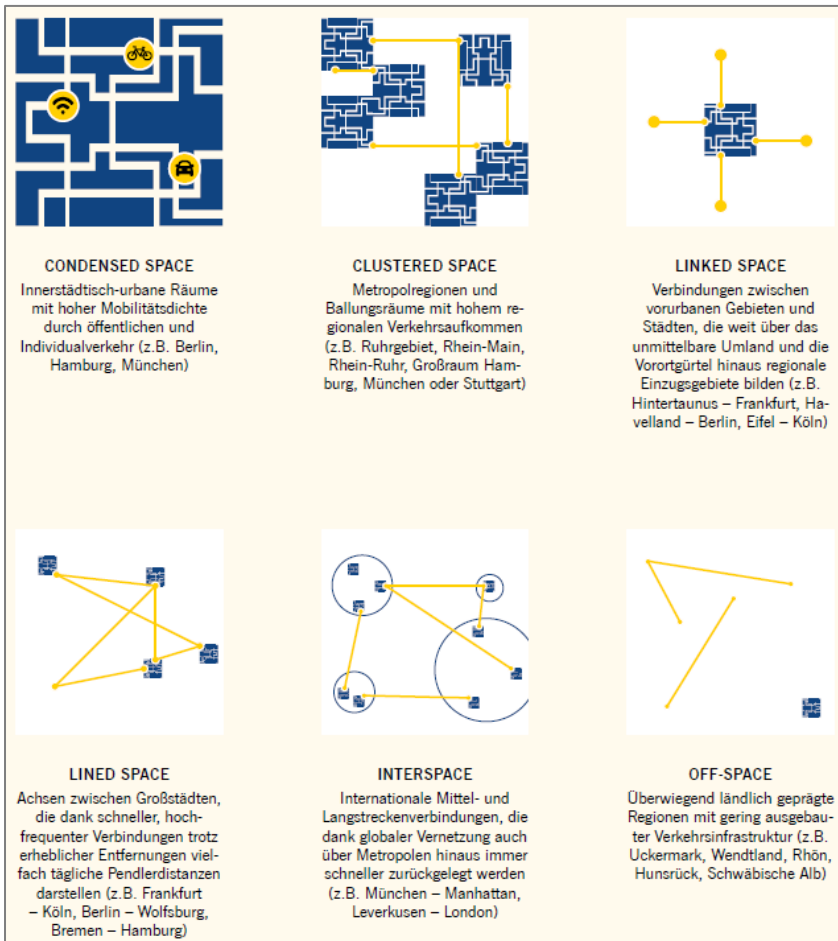 CONDENSED SPACE
Innerstädtisch-urbane Räume
mit hoher Mobilitätsdichte
durch öffentlichen und
Individualverkehr (z.B. Berlin,
Hamburg, München)
CLUSTERED SPACE
Metropolregionen und
Ballungsräume mit hohem re-
gionalen Verkehrsaufkommen
(z.B. Ruhrgebiet, Rhein-Main,
Rhein-Ruhr, Großraum Ham-
burg, München oder Stuttgart)
LINKED SPACE
Verbindungen zwischen
vorurbanen Gebieten und
Städten, die weit über das
unmittelbare Umland und die
Vorortgürtel hinaus regionale
Einzugsgebiete bilden (z.B.
Hintertaunus – Frankfurt, Ha-
velland – Berlin, Eifel – Köln)
LINED SPACE
Achsen zwischen Großstädten,
die dank schneller, hoch-
frequenter Verbindungen trotz
erheblicher Entfernungen viel-
fach tägliche Pendlerdistanzen
darstellen (z.B. Frankfurt
– Köln, Berlin – Wolfsburg,
Bremen – Hamburg)
INTERSPACE
Internationale Mittel- und
Langstreckenverbindungen, die
dank globaler Vernetzung auch
über Metropolen hinaus immer
schneller zurückgelegt werden
(z.B. München – Manhattan,
Leverkusen – London)
OFF-SPACE
Überwiegend ländlich geprägte
Regionen mit gering ausgebau-
ter Verkehrsinfrastruktur (z.B.
Uckermark, Wendtland, Rhön,
Hunsrück, Schwäbische Alb)